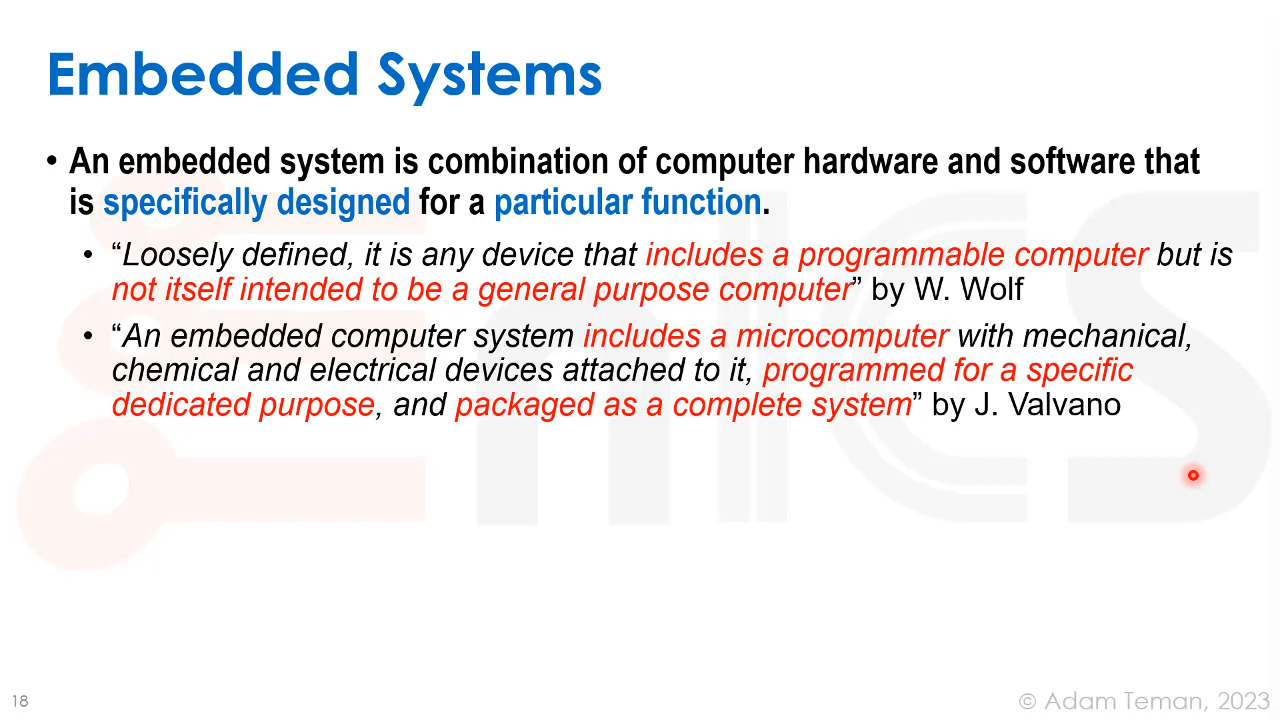 Embedded Systems
• An embedded system is combination of computer hardware and software that
is specifically designed for a particular function.
• “Loosely defined, it is any device that includes a programmable computer but is
not itself intended to be a general purpose computer” by W. Wolf
• “An embedded computer system includes a microcomputer with mechanical,
chemical and electrical devices attached to it, programmed for a specific
dedicated purpose, and packaged as a complete system” by J. Valvano
enICS
18
© Adam Teman, 2023